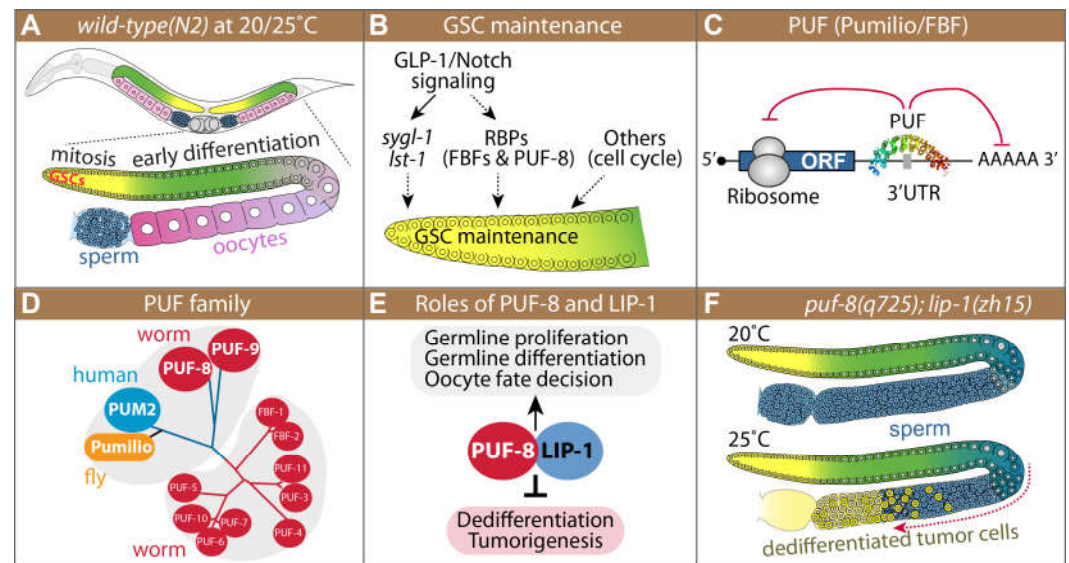 A wild-type(N2) at 20/25˚C
mitosis early differentiation
GSCs
sperm
oocytes
B GSC maintenance
GLP-1/Notch
signaling
sygl-1
lst-1
RBPs
(FBFs & PUF-8)
Others
(cell cycle)
GSC maintenance
C PUF (Pumilio/FBF)
PUF
5’ ORF AAAAA 3’
Ribosome
3’UTR
D PUF family
worm
PUF-9
PUF-8
human
PUM2
Pumilio
fly
FBF-1
FBF-2
PUF-11
PUF-3
PUF-4
PUF-5
PUF-10
PUF-7
PUF-6
worm
E Roles of PUF-8 and LIP-1
Germline proliferation
Germline differentiation
Oocyte fate decision
PUF-8 LIP-1
Dedifferentiation
Tumorigenesis
F puf-8(q725); lip-1(zh15)
20˚C
sperm
25˚C
dedifferentiated tumor cells